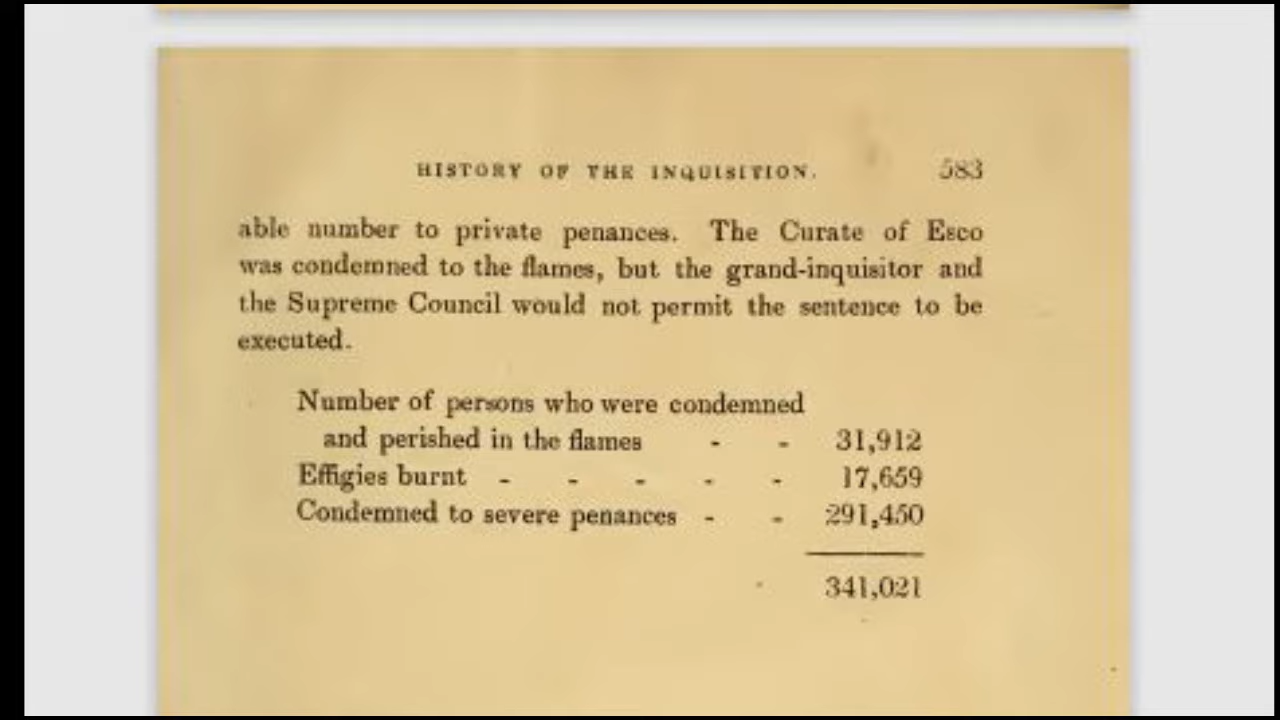 HISTORY OF THE INQUISITION. 583
able number to private penances. The Curate of Esco
was condemned to the flames, but the grand-inquisitor and
the Supreme Council would not permit the sentence to be
executed.
Number of persons who were condemned
and perished in the flames - - 31,912
Effigies burnt - - - - - 17,659
Condemned to severe penances - - 291,450
341,021